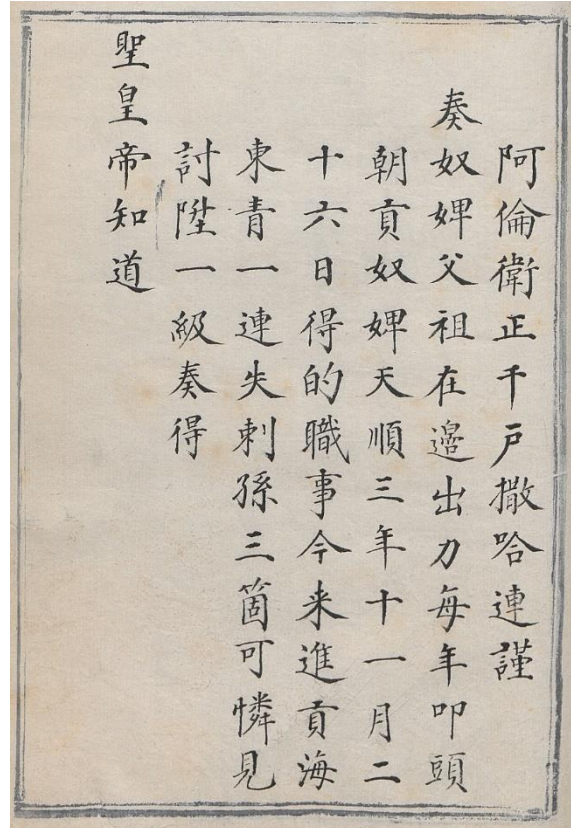 阿倫衛正千戶撒哈連謹
奏奴婢父祖在邉出力每年叩頭
朝貢奴婢天順三年十一月二
十六日得的職事今来進貢海
東青一連失剌孫三箇可憐見
討陞一級奏得
聖皇帝知道